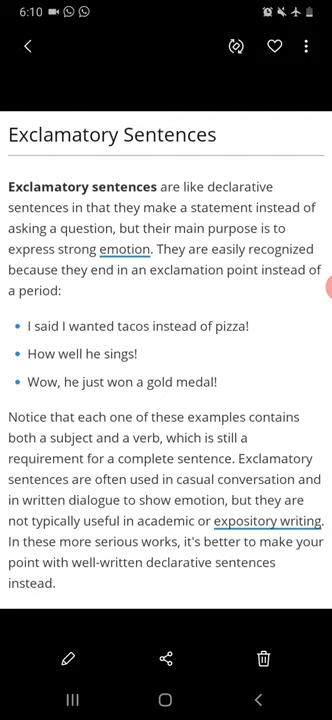 6:10
Exclamatory Sentences
Exclamatory sentences are like declarative
sentences in that they make a statement instead of
asking a question, but their main purpose is to
express strong emotion. They are easily recognized
because they end in an exclamation point instead of
a period:
• I said I wanted tacos instead of pizza!
• How well he sings!
• Wow, he just won a gold medal!
Notice that each one of these examples contains
both a subject and a verb, which is still a
requirement for a complete sentence. Exclamatory
sentences are often used in casual conversation and
in written dialogue to show emotion, but they are
not typically useful in academic or expository writing.
In these more serious works, it's better to make your
point with well-written declarative sentences
instead.